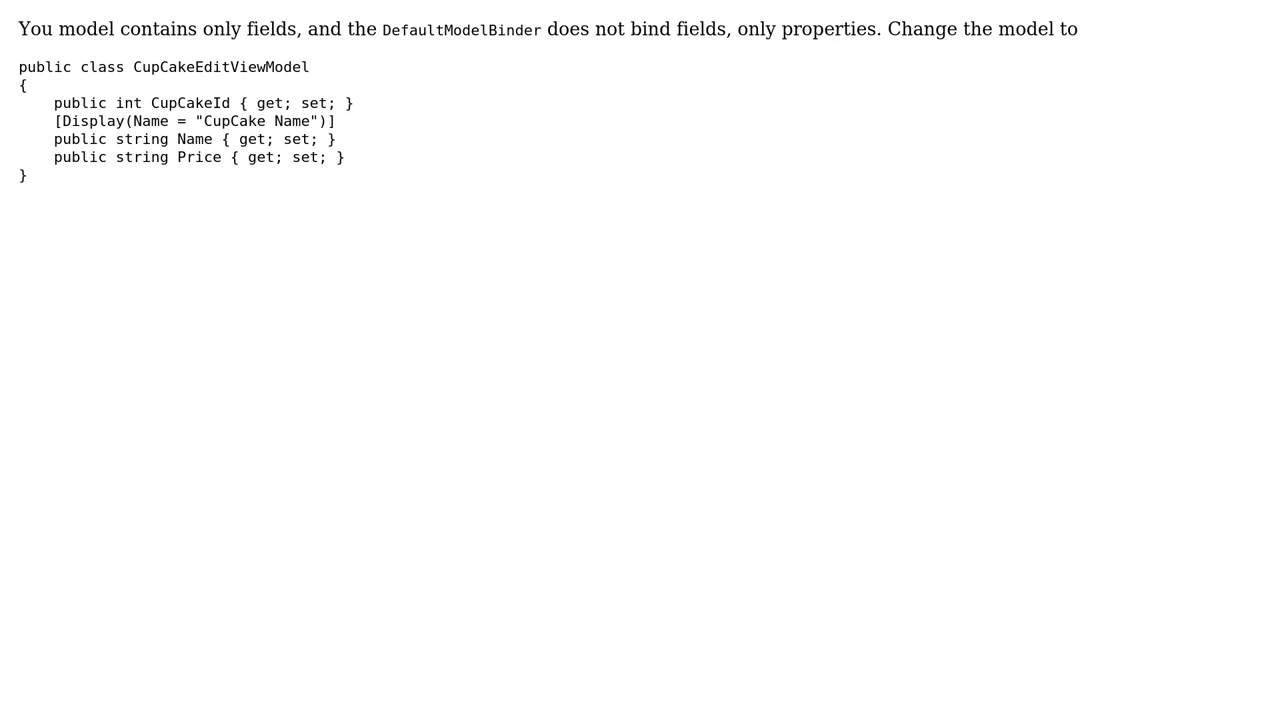 You model contains only fields, and the DefaultModelBinder does not bind fields, only properties. Change the model to
public class CupCakeEditViewModel
{
    public int CupCakeId { get; set; }
    [Display(Name = "CupCake Name")]
    public string Name { get; set; }
    public string Price { get; set; }
}